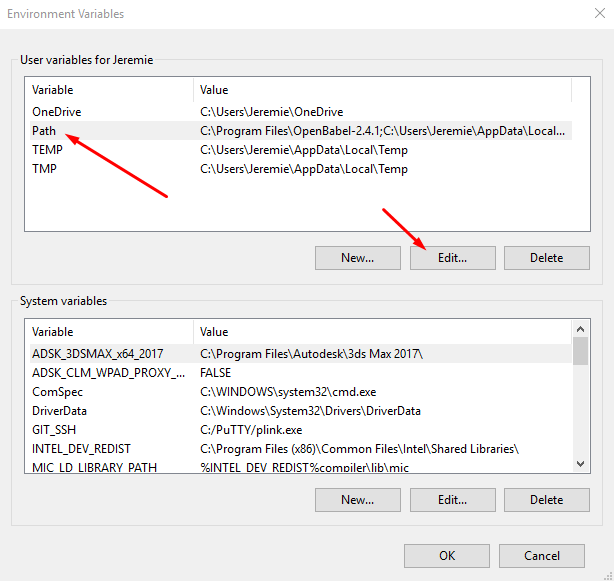 Environment Variables
User variables for Jeremie
Variable Value
OneDrive C:\Users\Jeremie\OneDrive
Path C:\Program Files\OpenBabel-2.4.1;C:\Users\Jeremie\AppData\Local...
TEMP C:\Users\Jeremie\AppData\Local\Temp
TMP C:\Users\Jeremie\AppData\Local\Temp
New... Edit... Delete
System variables
Variable Value
ADSK_3DSMAX_x64_2017 C:\Program Files\Autodesk\3ds Max 2017\
ADSK_CLM_WPAD_PROXY_... FALSE
ComSpec C:\WINDOWS\system32\cmd.exe
DriverData C:\Windows\System32\Drivers\DriverData
GIT_SSH C:/PuTTY/plink.exe
INTEL_DEV_REDIST C:\Program Files (x86)\Common Files\Intel\Shared Libraries\
MIC_LD_LIBRARY_PATH %INTEL_DEV_REDIST%compiler\lib\mic
New... Edit... Delete
OK Cancel